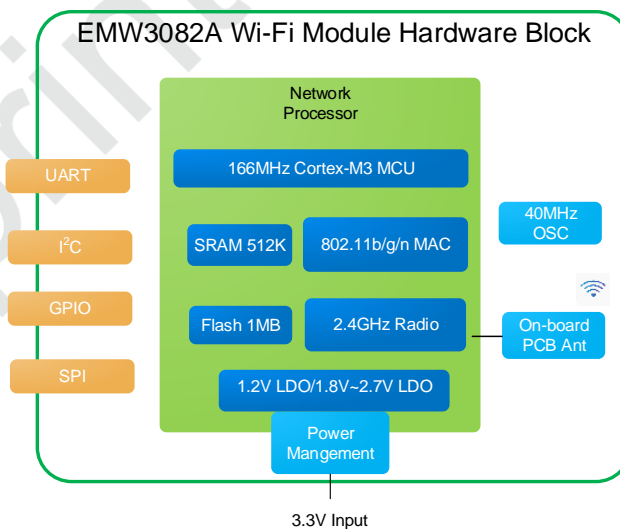 EMW3082A Wi-Fi Module Hardware Block
Network
Processor
166MHz Cortex-M3 MCU
UART
40MHz
OSC
I²C
SRAM 512K
802.11b/g/n MAC
GPIO
Flash 1MB
2.4GHz Radio
On-board
PCB Ant
SPI
1.2V LDO/1.8V~2.7V LDO
Power
Mangement
3.3V Input